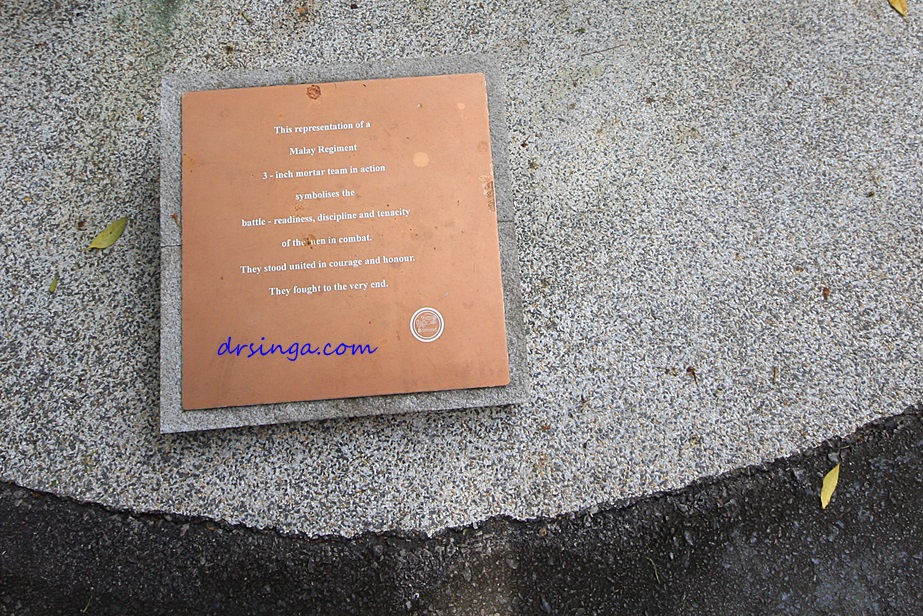 This representation of a
Malay Regiment
3 - inch mortar team in action
symbolises the
battle - readiness, discipline and tenacity
of the men in combat.
They stood united in courage and honour.
They fought to the very end.
drsinga.com